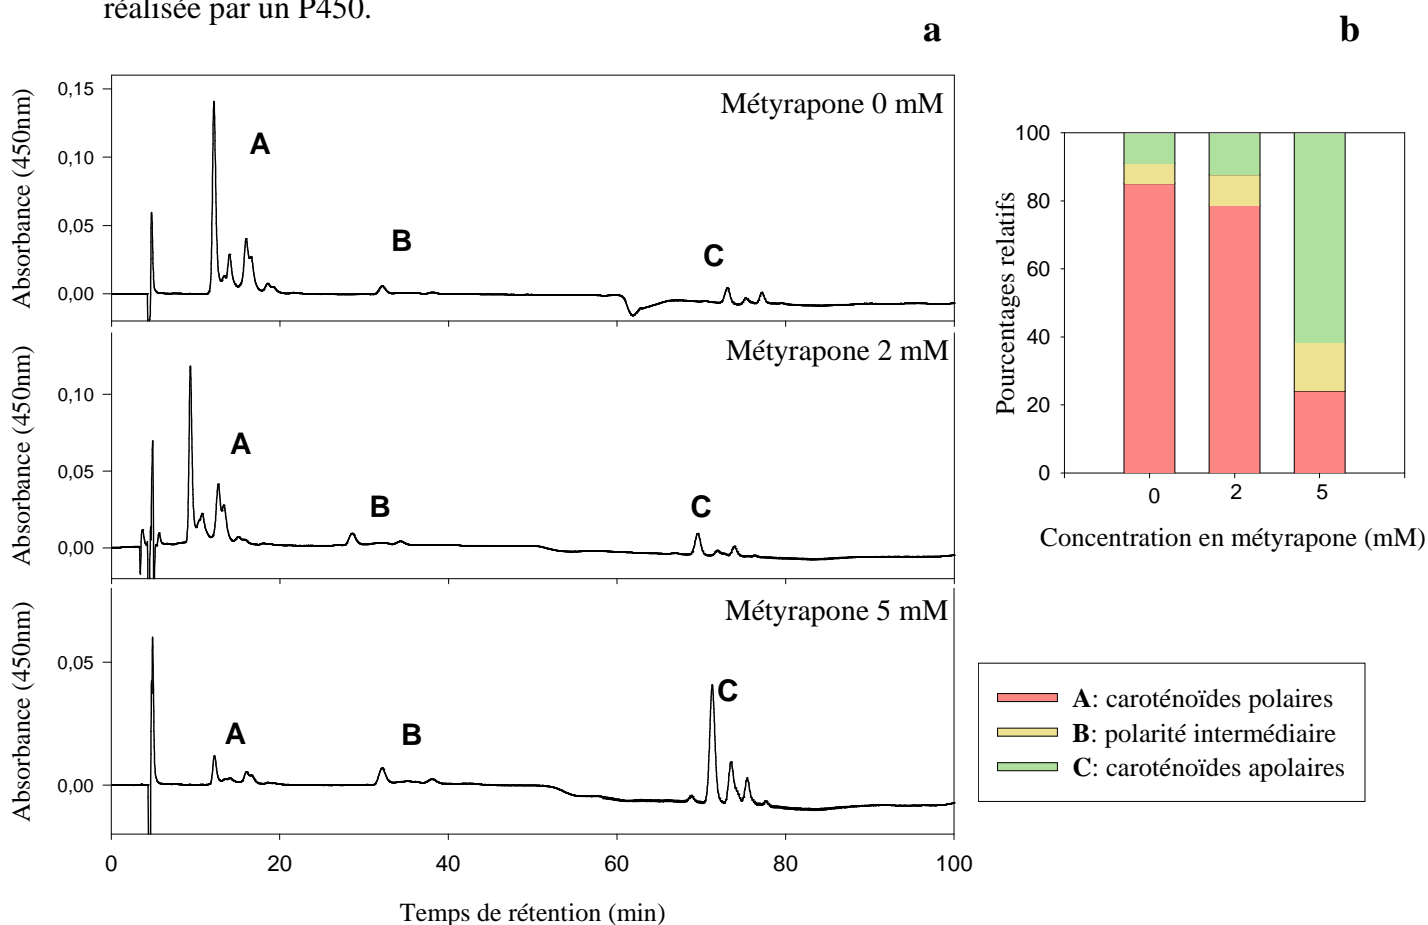 réalisée par un P450.
a
b
Absorbance (450nm)
0,15
0,10
0,05
0,00
Métyrapone 0 mM
A
B
C
Absorbance (450nm)
0,10
0,05
0,00
Métyrapone 2 mM
A
B
C
Absorbance (450nm)
0,05
0,00
Métyrapone 5 mM
A
B
C
0 20 40 60 80 100
Temps de rétention (min)
Pourcentages relatifs
100
80
60
40
20
0
0 2 5
Concentration en métyrapone (mM)
A: caroténoïdes polaires
B: polarité intermédiaire
C: caroténoïdes apolaires